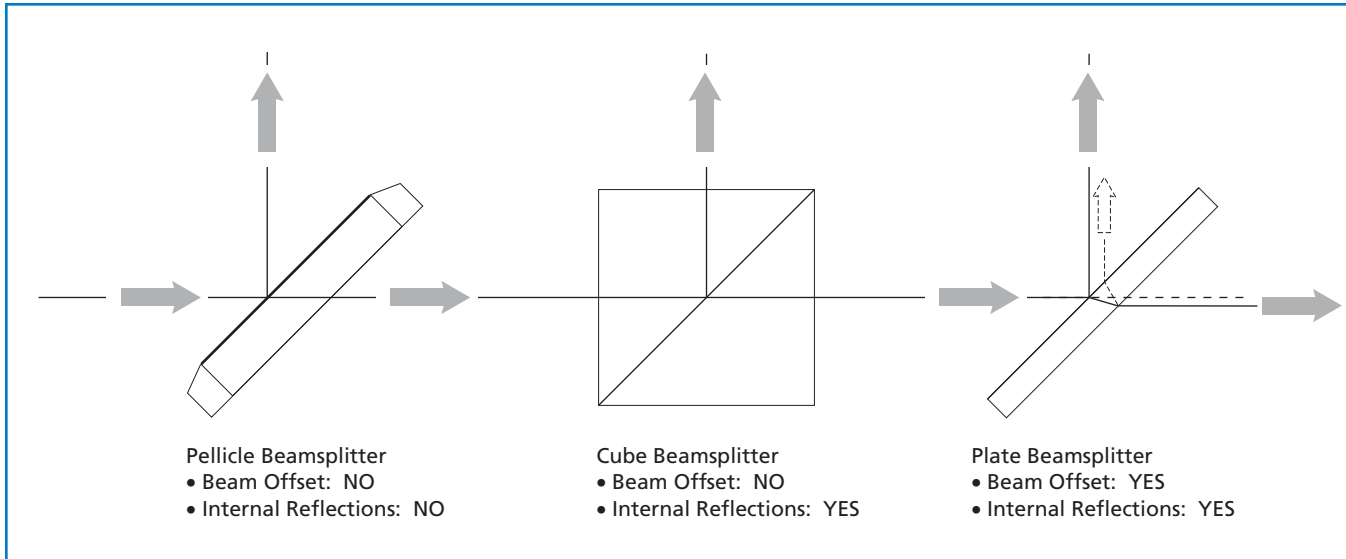 Pellicle Beamsplitter
• Beam Offset: NO
• Internal Reflections: NO
Cube Beamsplitter
• Beam Offset: NO
• Internal Reflections: YES
Plate Beamsplitter
• Beam Offset: YES
• Internal Reflections: YES